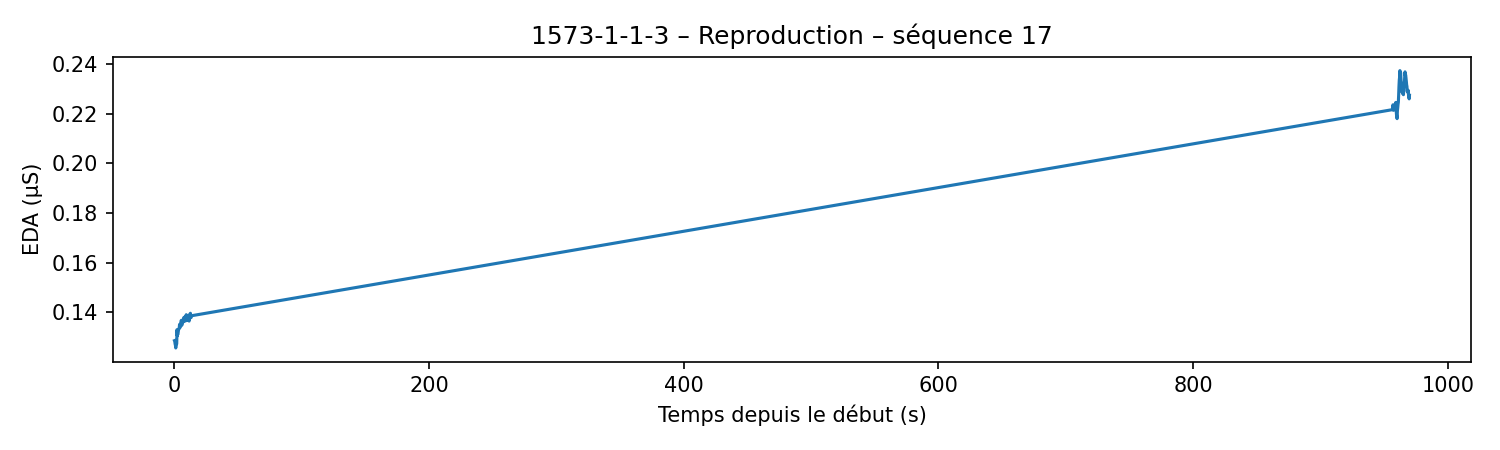 1573-1-1-3 – Reproduction – séquence 17
0.24
0.22
0.20
0.18
0.16
0.14
EDA (µS)
0 200 400 600 800 1000
Temps depuis le début (s)